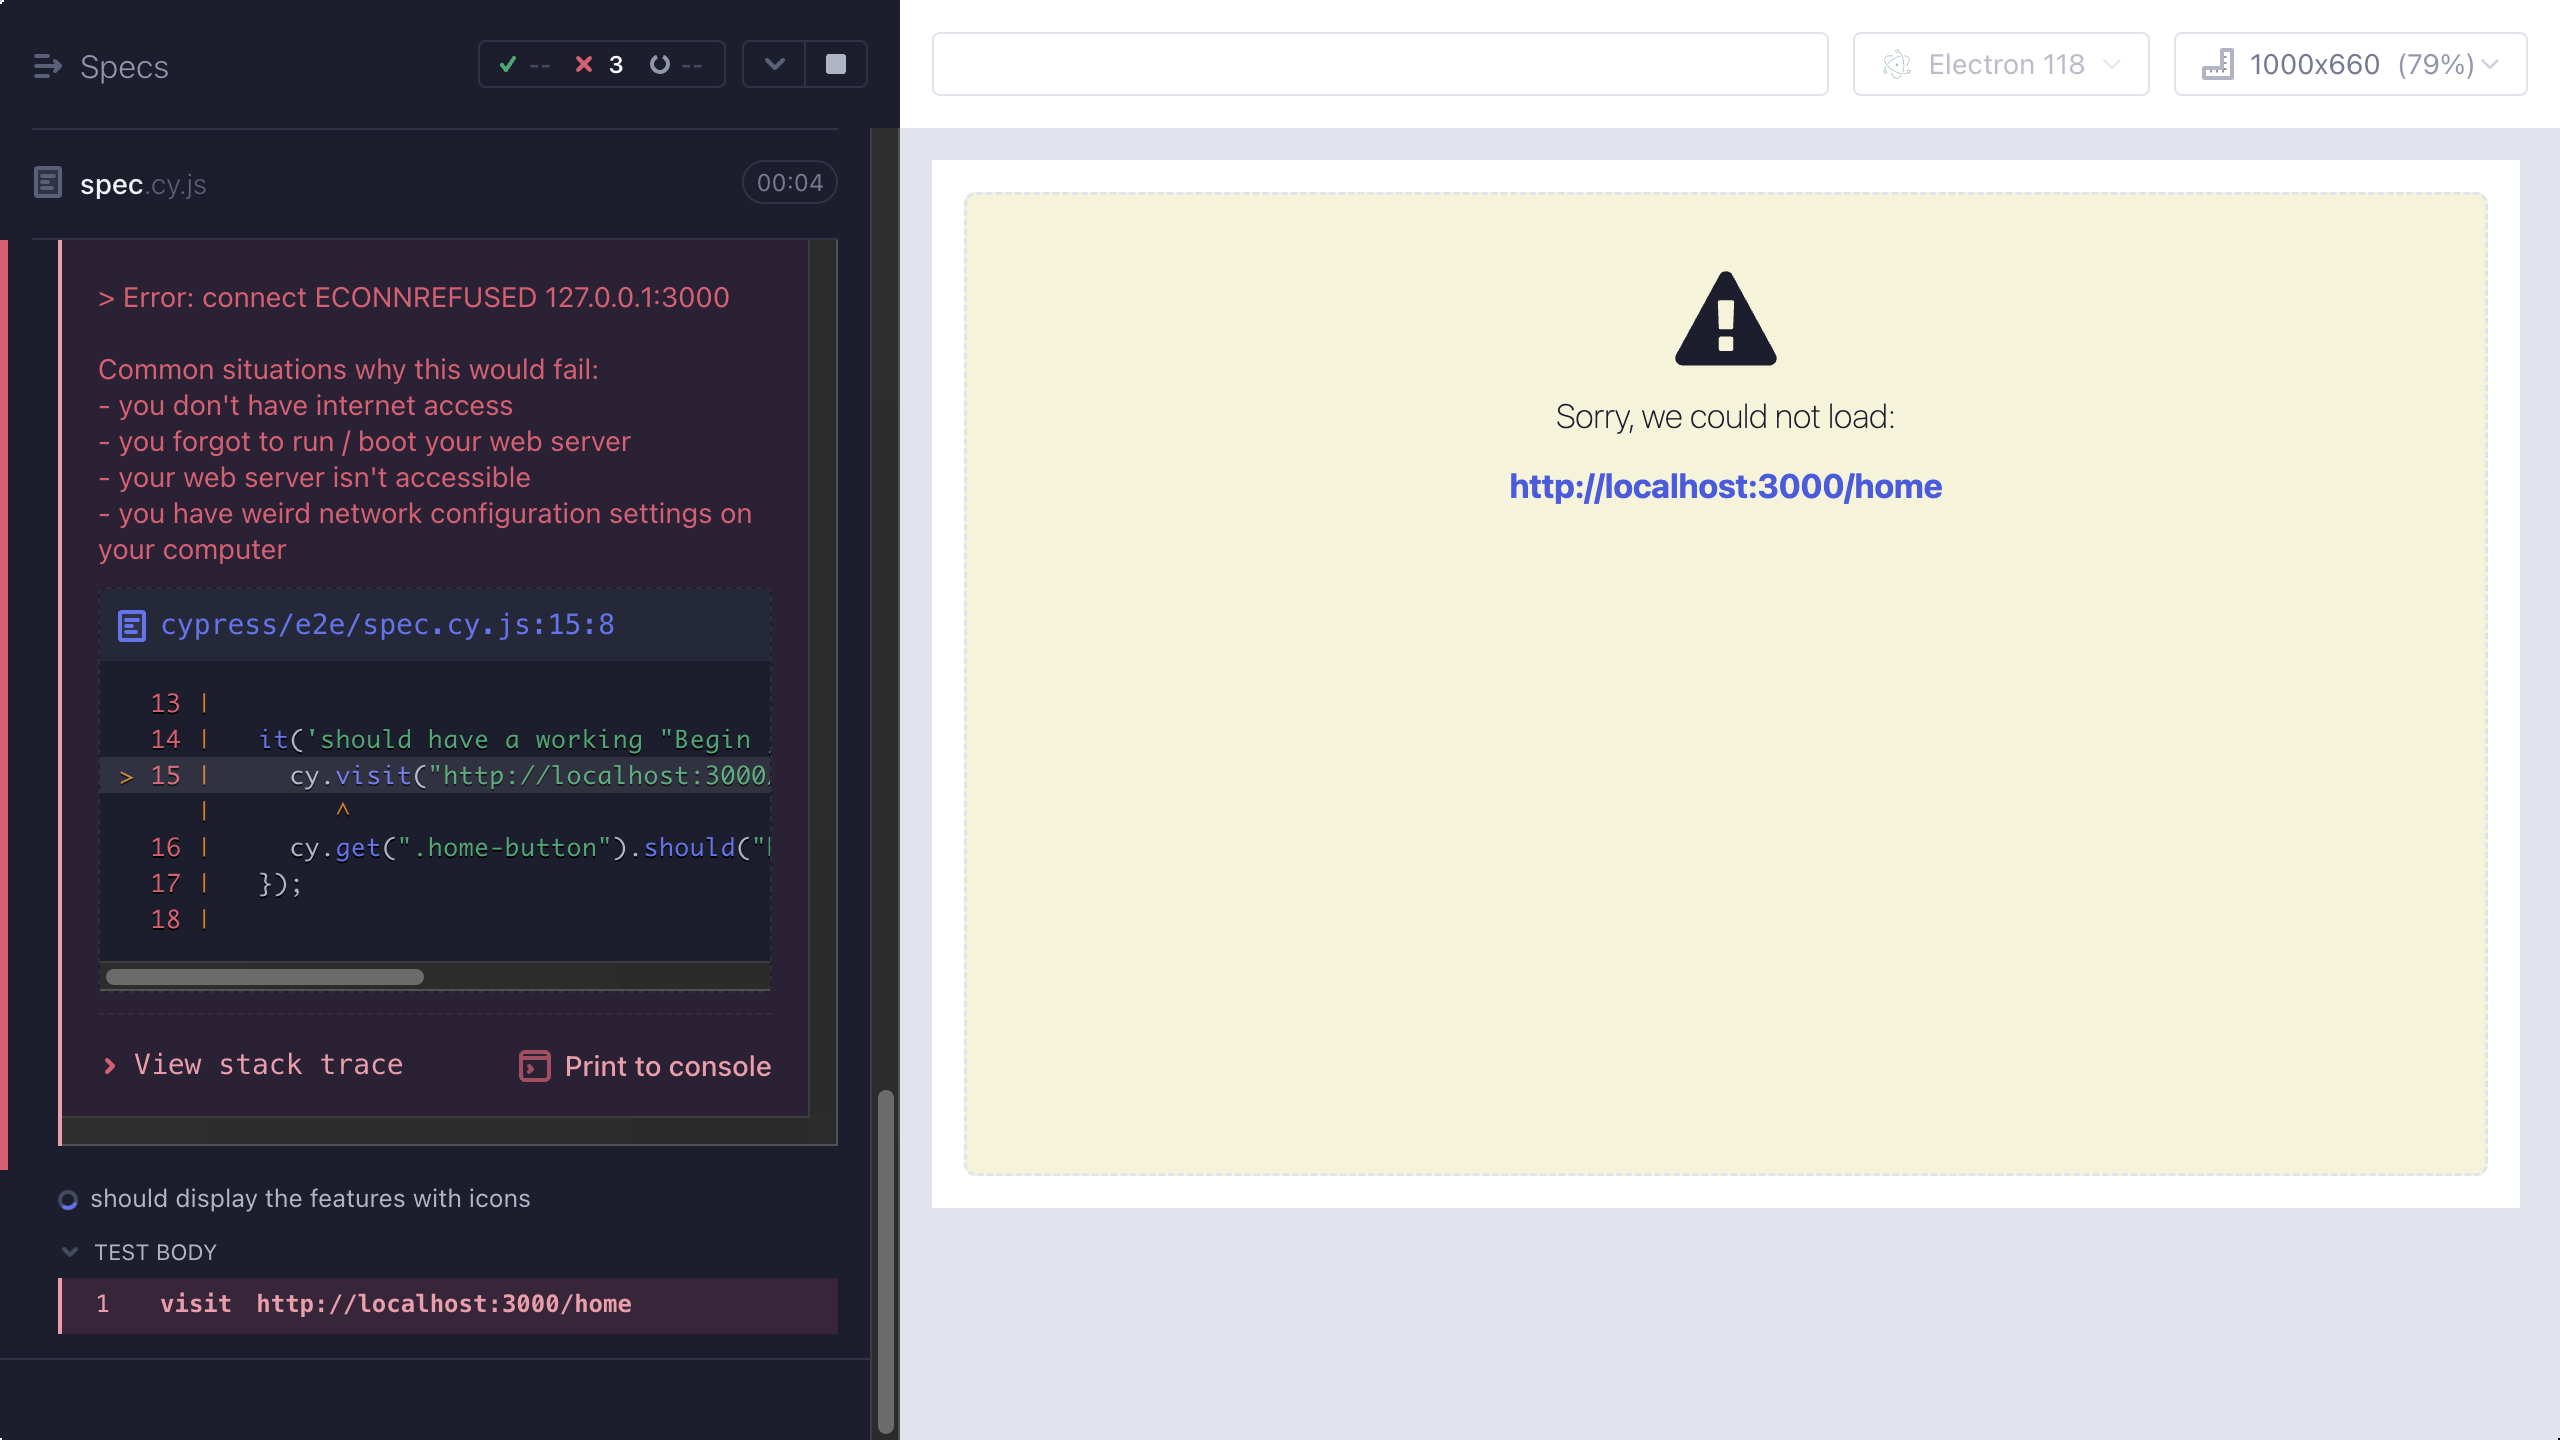 Specs
-- 3 --
spec.cy.js
00:04
> Error: connect ECONNREFUSED 127.0.0.1:3000
Common situations why this would fail:
- you don't have internet access
- you forgot to run / boot your web server
- your web server isn't accessible
- you have weird network configuration settings on
your computer
cypress/e2e/spec.cy.js:15:8
13 |
14 | it('should have a working "Begin
> 15 | cy.visit("http://localhost:3000
| ^
16 | cy.get(".home-button").should("
17 | });
18 |
View stack trace
Print to console
should display the features with icons
TEST BODY
1 visit http://localhost:3000/home
Electron 118
1000x660 (79%)
Sorry, we could not load:
http://localhost:3000/home